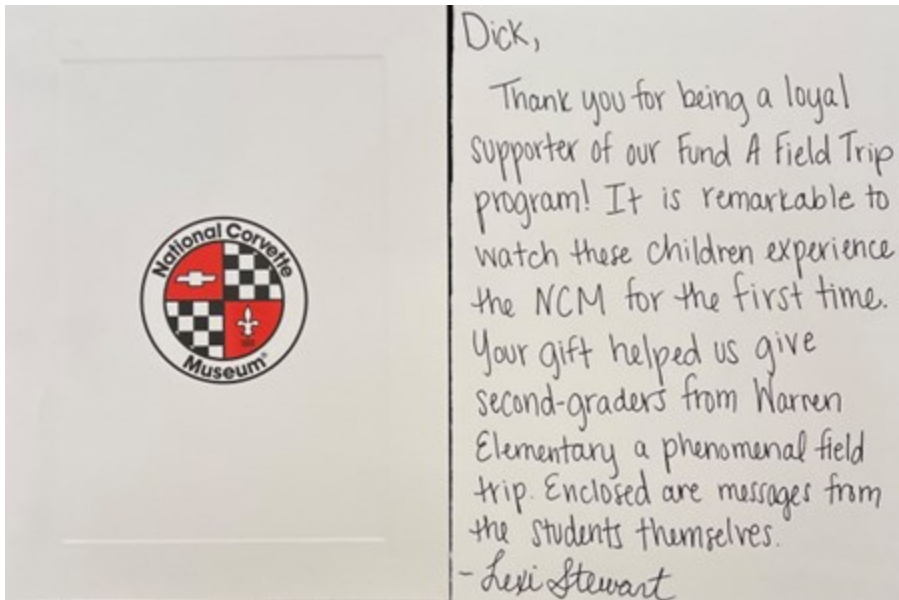 National Corvette
Museum®
Dick,
Thank you for being a loyal
supporter of our Fund A Field Trip
program! It is remarkable to
watch these children experience
the NCM for the first time.
Your gift helped us give
second-graders from Warren
Elementary a phenomenal field
trip. Enclosed are messages from
the students themselves.
- Lexi Stewart